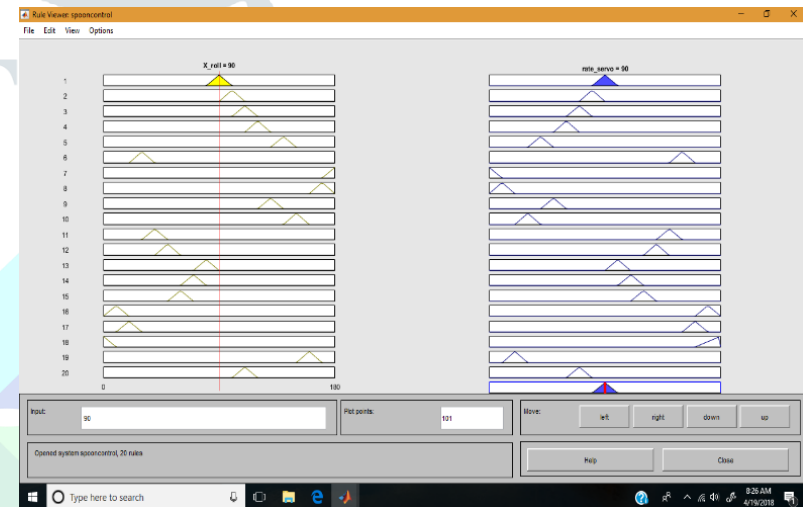 Rule Viewer: spooncontrol
File Edit View Options
X_roll = 90
rate_servo = 90
1
2
3
4
5
6
7
8
9
10
11
12
13
14
15
16
17
18
19
20
0 180
Input: 90
Plot points: 101
Move: left right down up
Opened system spooncontrol, 20 rules
Help Close
Type here to search
8:26 AM
4/19/2018